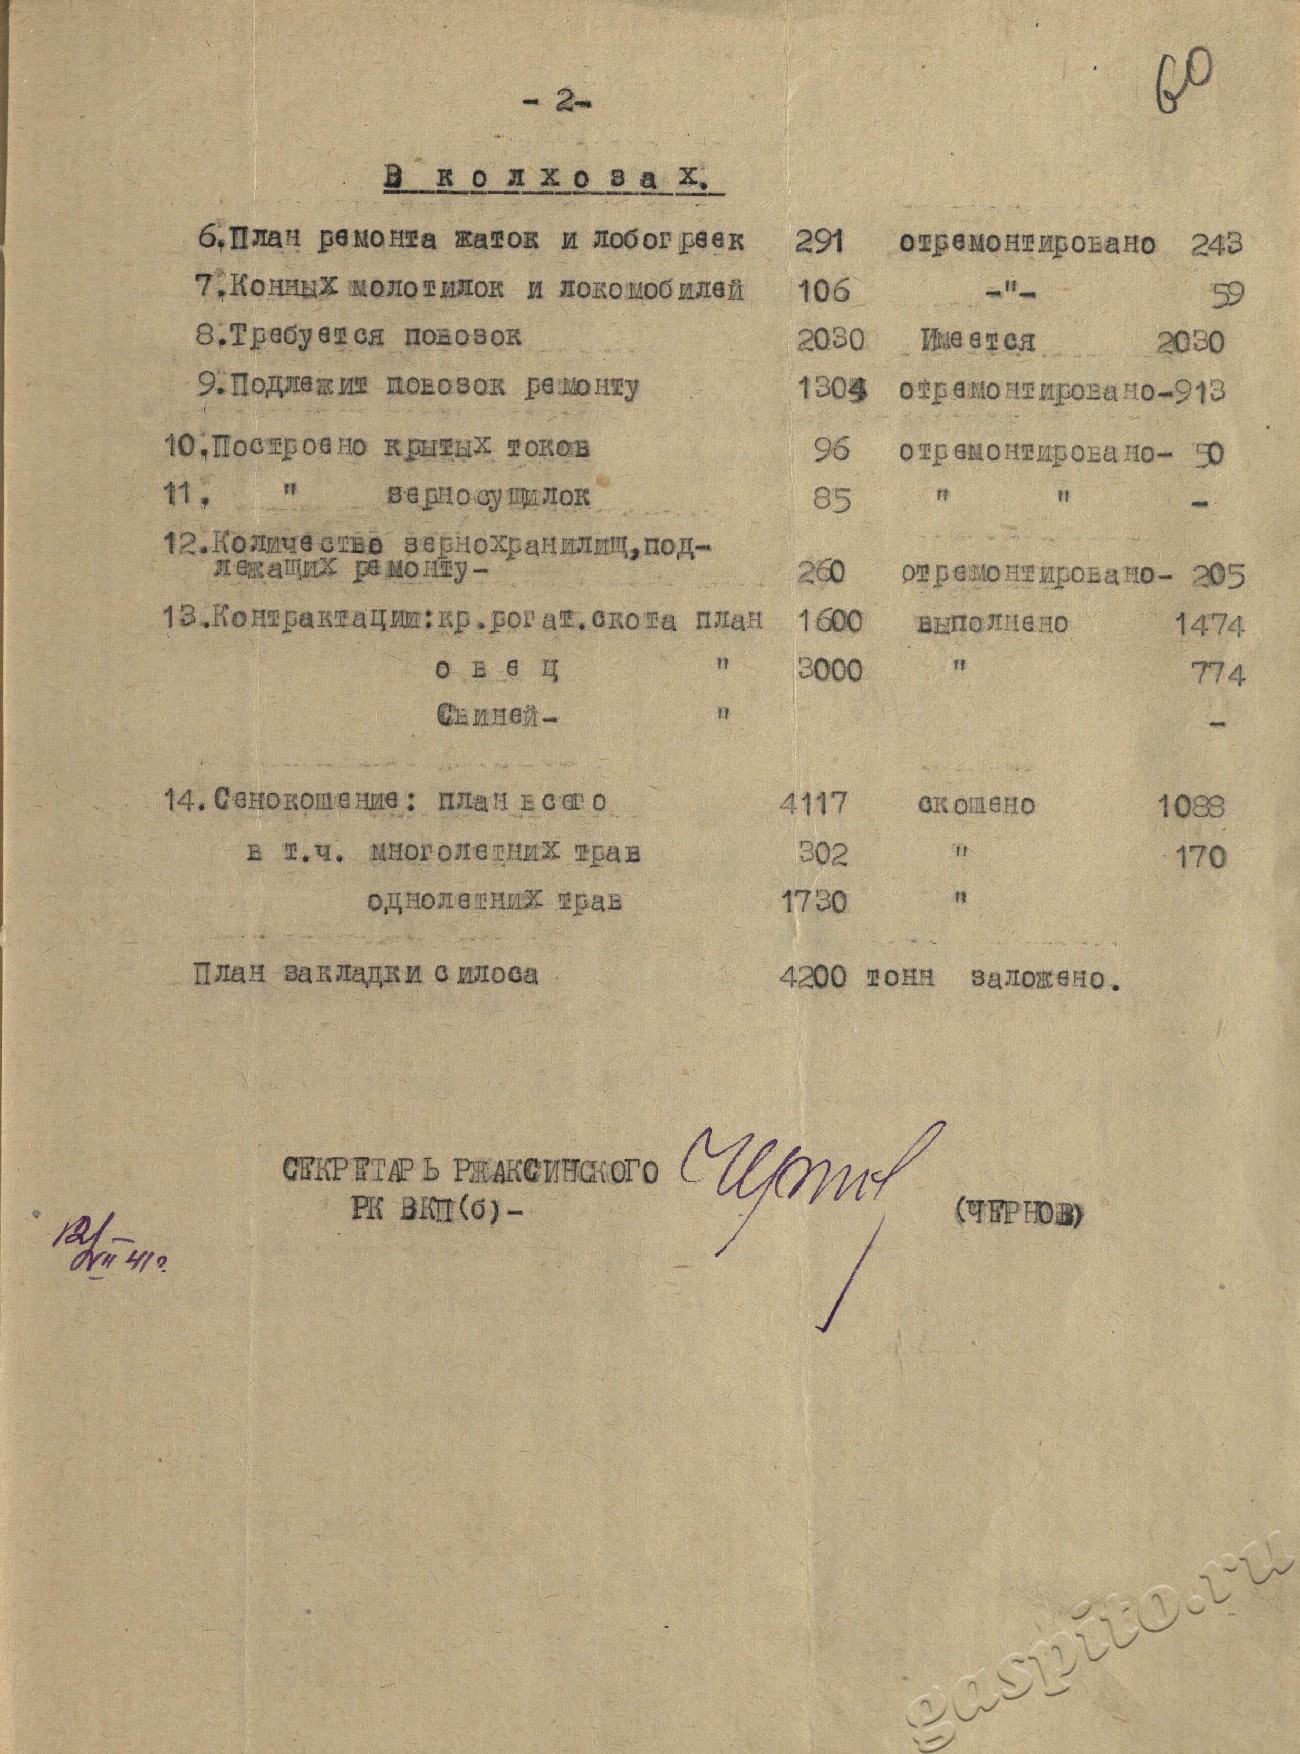 60
- 2-
В колхозах.
6.План ремонта жаток и лобогреек 291 отремонтировано 243
7.Конных молотилок и локомобилей 106 -"- 59
8.Требуется повозок 2030 Имеется 2030
9.Подлежит повозок ремонту 1304 отремонтировано-913
10.Построено крытых токов 96 отремонтировано- 50
11. " зерносушилок 85 " " -
12.Количество зернохранилищ,под-
лежащих ремонту- 260 отремонтировано- 205
13.Контрактации:кр.рогат.скота план 1600 выполнено 1474
овец " 3000 " 774
Свиней- " -
14.Сенокошение: план всего 4117 скошено 1088
в т.ч. многолетних трав 302 " 170
однолетних трав 1730 "
План закладки силоса 4200 тонн заложено.
СЕКРЕТАРЬ РЖАКСИНСКОГО
РК ВКП(б)- Чернов (ЧЕРНОВ)
12/
VII 41г.
gaspito.ru